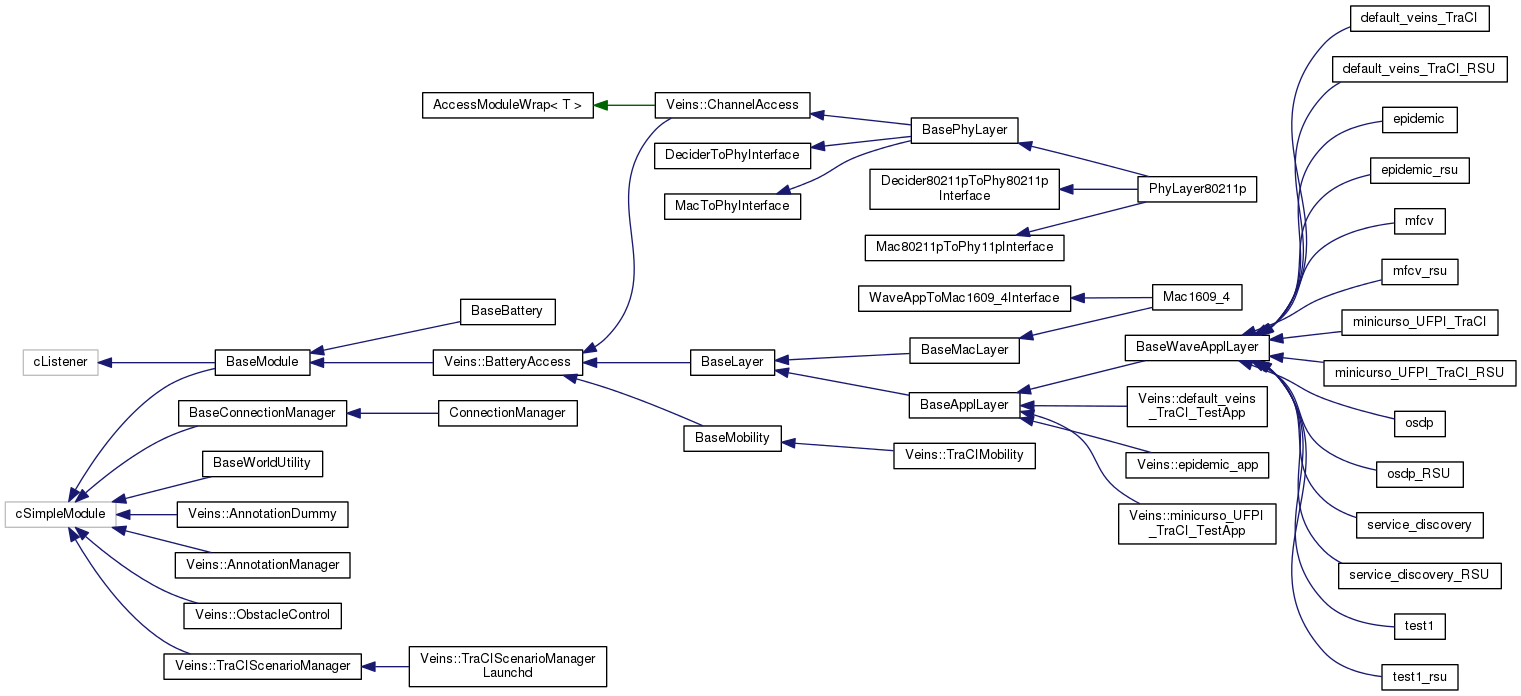 default_veins_TraCI
default_veins_TraCI_RSU
AccessModuleWrap< T >
Veins::ChannelAccess
epidemic
BasePhyLayer
DeciderToPhyInterface
epidemic_rsu
Decider80211pToPhy80211p
Interface
PhyLayer80211p
MacToPhyInterface
mfcv
Mac80211pToPhy11pInterface
mfcv_rsu
WaveAppToMac1609_4Interface
Mac1609_4
BaseBattery
minicurso_UFPI_TraCI
BaseWaveApplLayer
BaseMacLayer
cListener
BaseModule
Veins::BatteryAccess
BaseLayer
minicurso_UFPI_TraCI_RSU
BaseApplLayer
Veins::default_veins
_TraCI_TestApp
BaseConnectionManager
ConnectionManager
osdp
BaseMobility
Veins::TraCIMobility
BaseWorldUtility
Veins::epidemic_app
osdp_RSU
cSimpleModule
Veins::AnnotationDummy
Veins::minicurso_UFPI
_TraCI_TestApp
service_discovery
Veins::AnnotationManager
service_discovery_RSU
Veins::ObstacleControl
test1
Veins::TraCIScenarioManager
Veins::TraCIScenarioManager
Launchd
test1_rsu